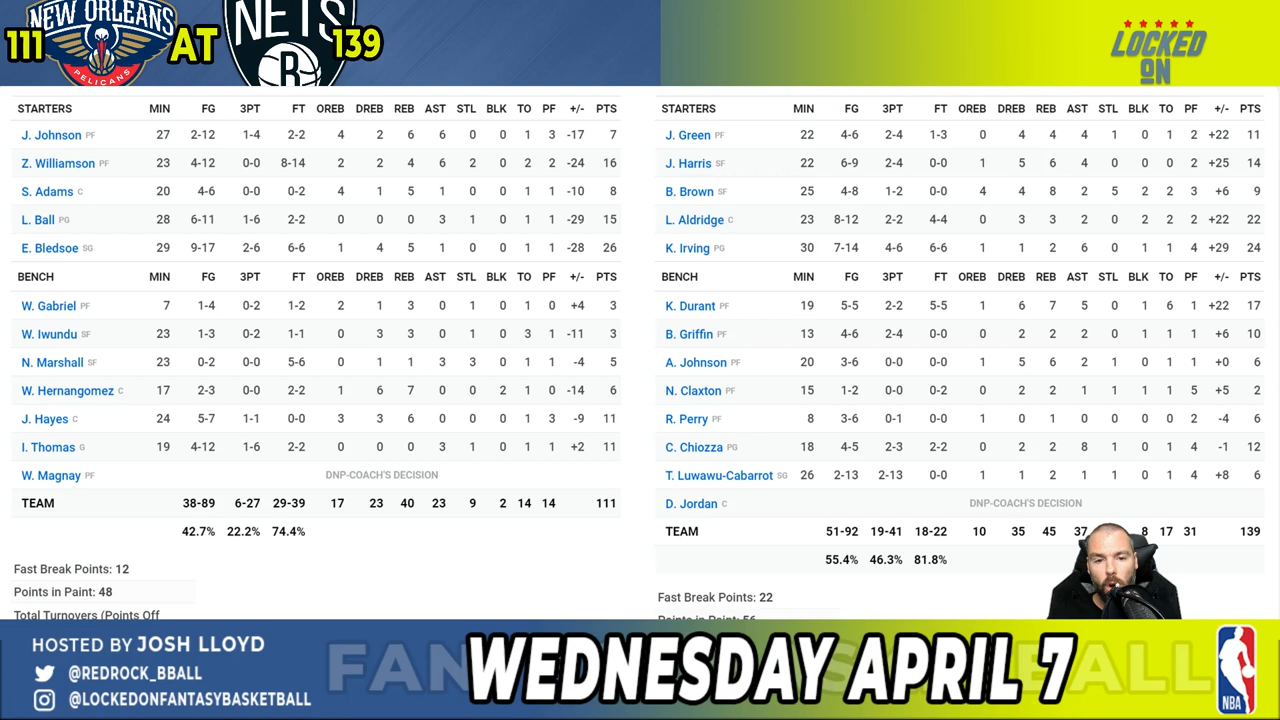 NEW ORLEANS
PELICANS
111
AT
NETS
B
139
LOCKED
ON
STARTERS MIN FG 3PT FT OREB DREB REB AST STL BLK TO PF +/- PTS
J. Johnson PF 27 2-12 1-4 2-2 4 2 6 6 0 0 1 3 -17 7
Z. Williamson PF 23 4-12 0-0 8-14 2 2 4 6 2 0 2 2 -24 16
S. Adams C 20 4-6 0-0 0-2 4 1 5 1 0 0 1 1 -10 8
L. Ball PG 28 6-11 1-6 2-2 0 0 0 3 1 0 1 1 -29 15
E. Bledsoe SG 29 9-17 2-6 6-6 1 4 5 1 0 0 1 1 -28 26
BENCH MIN FG 3PT FT OREB DREB REB AST STL BLK TO PF +/- PTS
W. Gabriel PF 7 1-4 0-2 1-2 2 1 3 0 1 0 1 0 +4 3
W. Iwundu SF 23 1-3 0-2 1-1 0 3 3 0 1 0 3 1 -11 3
N. Marshall SF 23 0-2 0-0 5-6 0 1 1 3 3 0 1 1 -4 5
W. Hernangomez C 17 2-3 0-0 2-2 1 6 7 0 0 2 1 0 -14 6
J. Hayes C 24 5-7 1-1 0-0 3 3 6 0 0 0 1 3 -9 11
I. Thomas G 19 4-12 1-6 2-2 0 0 0 3 1 0 1 1 +2 11
W. Magnay PF DNP-COACH'S DECISION
TEAM 38-89 6-27 29-39 17 23 40 23 9 2 14 14 111
42.7% 22.2% 74.4%
Fast Break Points: 12
Points in Paint: 48
Total Turnovers (Points Off
STARTERS MIN FG 3PT FT OREB DREB REB AST STL BLK TO PF +/- PTS
J. Green PF 22 4-6 2-4 1-3 0 4 4 4 1 0 1 2 +22 11
J. Harris SF 22 6-9 2-4 0-0 1 5 6 4 0 0 0 2 +25 14
B. Brown SF 25 4-8 1-2 0-0 4 4 8 2 5 2 2 3 +6 9
L. Aldridge C 23 8-12 2-2 4-4 0 3 3 2 0 2 2 2 +22 22
K. Irving PG 30 7-14 4-6 6-6 1 1 2 6 0 1 1 4 +29 24
BENCH MIN FG 3PT FT OREB DREB REB AST STL BLK TO PF +/- PTS
K. Durant PF 19 5-5 2-2 5-5 1 6 7 5 0 1 6 1 +22 17
B. Griffin PF 13 4-6 2-4 0-0 0 2 2 2 0 0 1 1 +6 10
A. Johnson PF 20 3-6 0-0 0-0 1 5 6 2 1 0 1 3 +0 6
N. Claxton PF 15 1-2 0-0 0-0 0 2 2 1 1 1 1 5 +5 2
R. Perry PF 8 3-6 0-1 0-0 1 0 1 0 0 0 0 2 -4 6
C. Chiozza PG 18 4-5 2-3 2-2 0 2 2 8 1 0 1 4 -1 12
T. Luwawu-Cabarrot SG 26 2-13 2-13 0-0 1 1 2 1 1 0 1 4 +8 6
D. Jordan C DNP-COACH'S DECISION
TEAM 51-92 19-41 18-22 10 35 45 37 8 17 31 139
55.4% 46.3% 81.8%
Fast Break Points: 22
HOSTED BY JOSH LLOYD
@REDROCK_BBALL
@LOCKEDONFANTASYBASKETBALL
WEDNESDAY APRIL 7
NBA